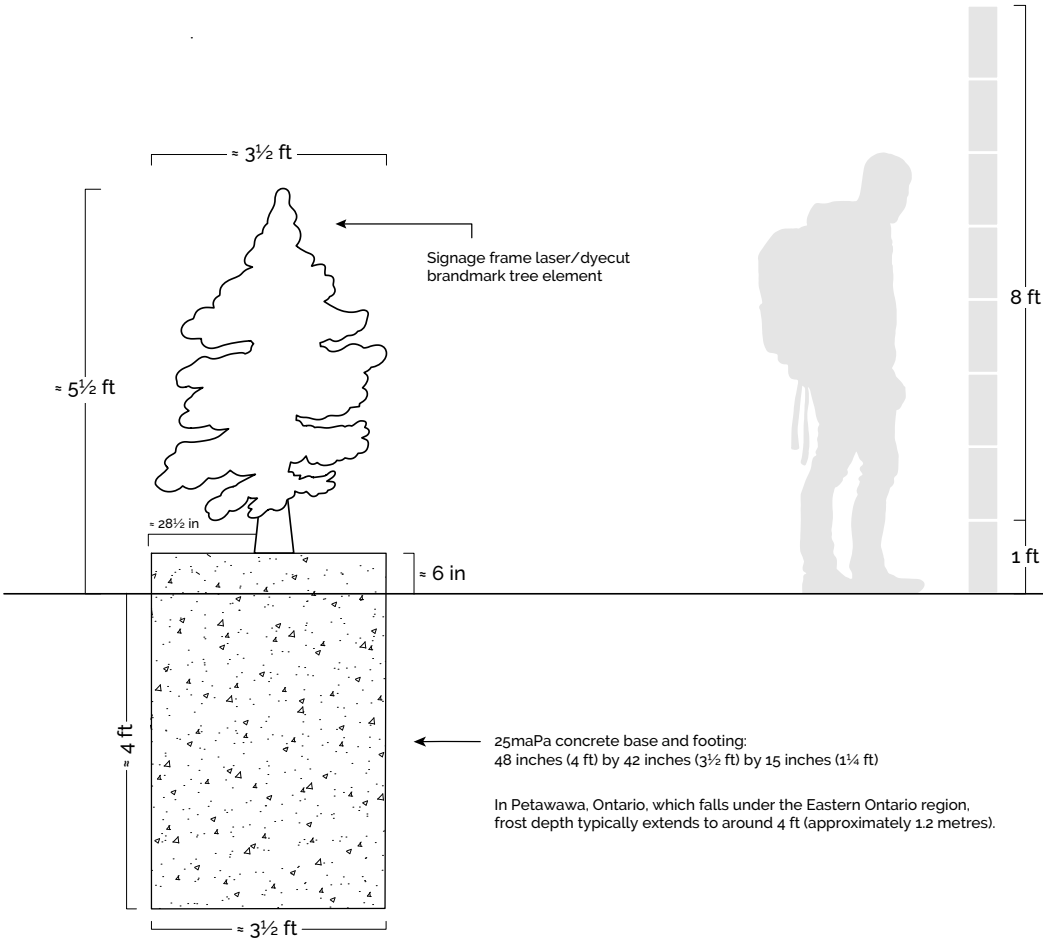 ≈ 3½ ft
Signage frame laser/dyecut
brandmark tree element
8 ft
≈ 5½ ft
≈ 28½ in
≈ 6 in
1 ft
≈ 4 ft
25maPa concrete base and footing:
48 inches (4 ft) by 42 inches (3½ ft) by 15 inches (1¼ ft)
In Petawawa, Ontario, which falls under the Eastern Ontario region,
frost depth typically extends to around 4 ft (approximately 1.2 metres).
≈ 3½ ft